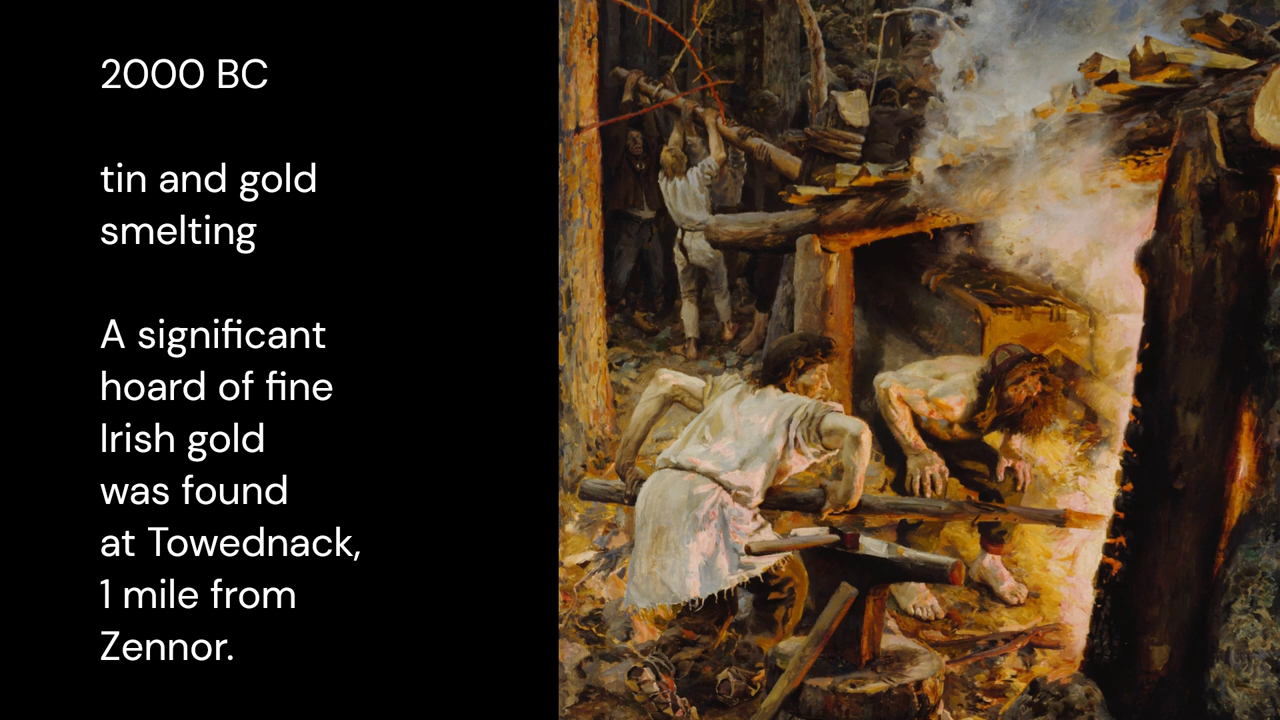 2000 BC
tin and gold
smelting
A significant
hoard of fine
Irish gold
was found
at Towednack,
1 mile from
Zennor.